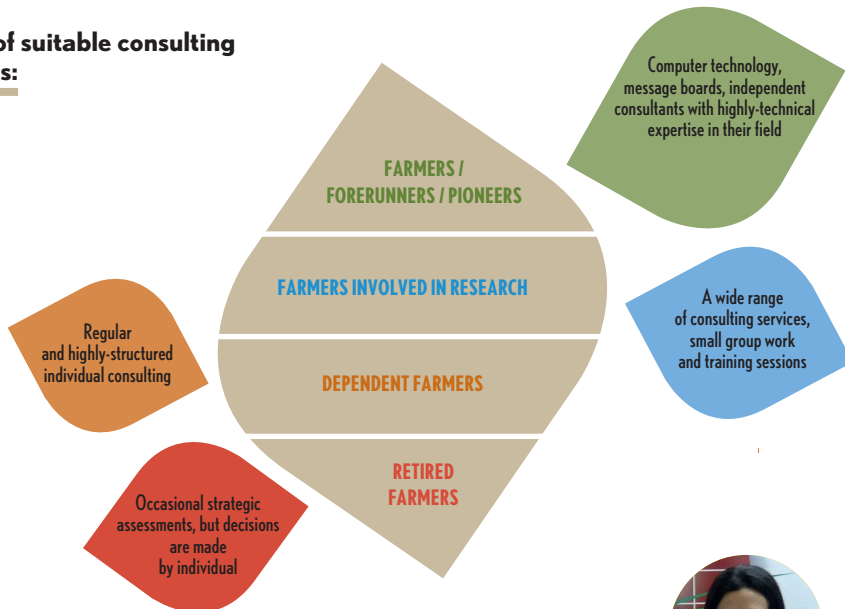 of suitable consulting
s:
Computer technology,
message boards, independent
consultants with highly-technical
expertise in their field
FARMERS /
FORERUNNERS / PIONEERS
FARMERS INVOLVED IN RESEARCH
A wide range
of consulting services,
small group work
and training sessions
Regular
and highly-structured
individual consulting
DEPENDENT FARMERS
RETIRED
FARMERS
Occasional strategic
assessments, but decisions
are made
by individual